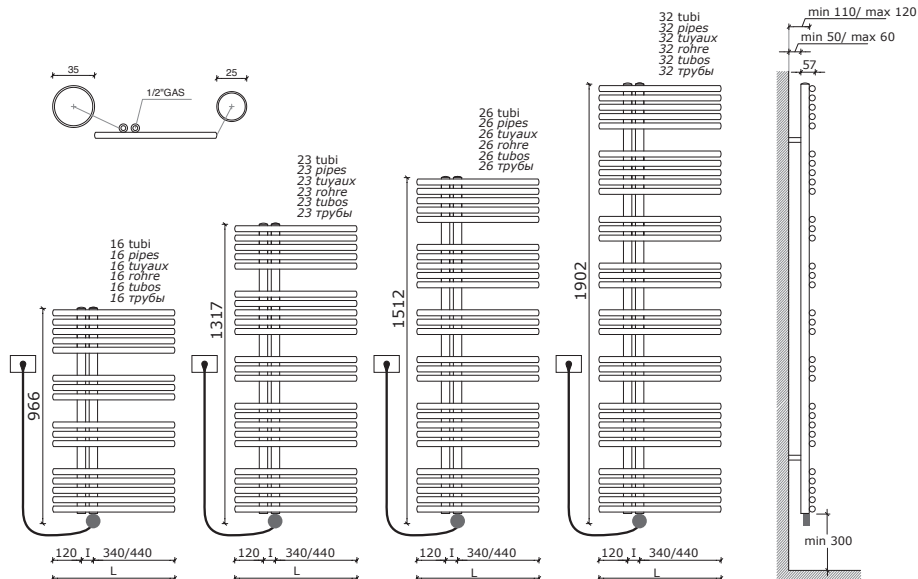 35
25
1/2"GAS
16 tubi
16 pipes
16 tuyaux
16 rohre
16 tubos
16 трубы
966
120 I 340/440
L
23 tubi
23 pipes
23 tuyaux
23 rohre
23 tubos
23 трубы
1317
120 I 340/440
L
26 tubi
26 pipes
26 tuyaux
26 rohre
26 tubos
26 трубы
1512
120 I 340/440
L
32 tubi
32 pipes
32 tuyaux
32 rohre
32 tubos
32 трубы
1902
120 I 340/440
L
min 110/ max 120
min 50/ max 60
57
min 300